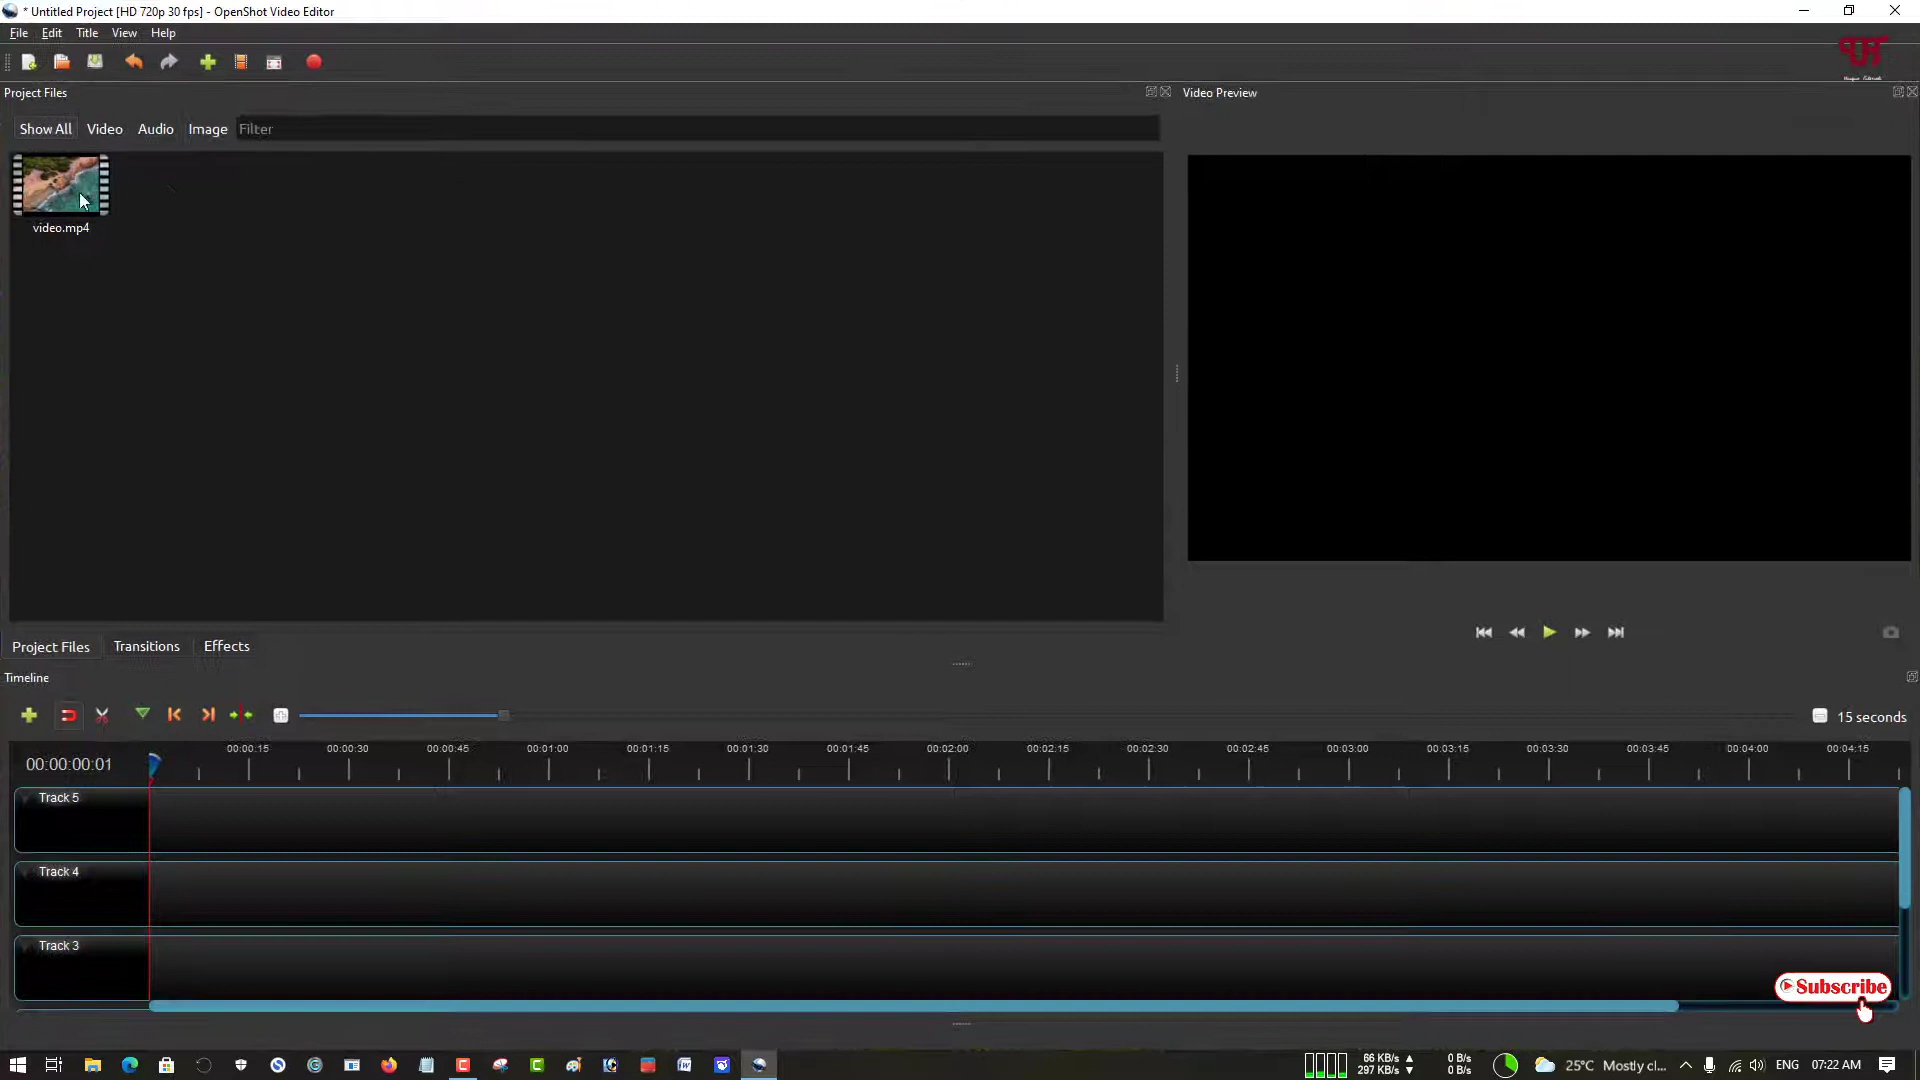 * Untitled Project [HD 720p 30 fps] - OpenShot Video Editor
File Edit Title View Help
Project Files
Video Preview
Show All Video Audio Image Filter
video.mp4
Project Files Transitions Effects
Timeline
15 seconds
00:00:00:01
00:00:15 00:00:30 00:00:45 00:01:00 00:01:15 00:01:30 00:01:45 00:02:00 00:02:15 00:02:30 00:02:45 00:03:00 00:03:15 00:03:30 00:03:45 00:04:00 00:04:15
Track 5
Track 4
Track 3
Subscribe
66 KB/s 0 B/s
297 KB/s 0 B/s
25°C Mostly cl... ENG 07:22 AM